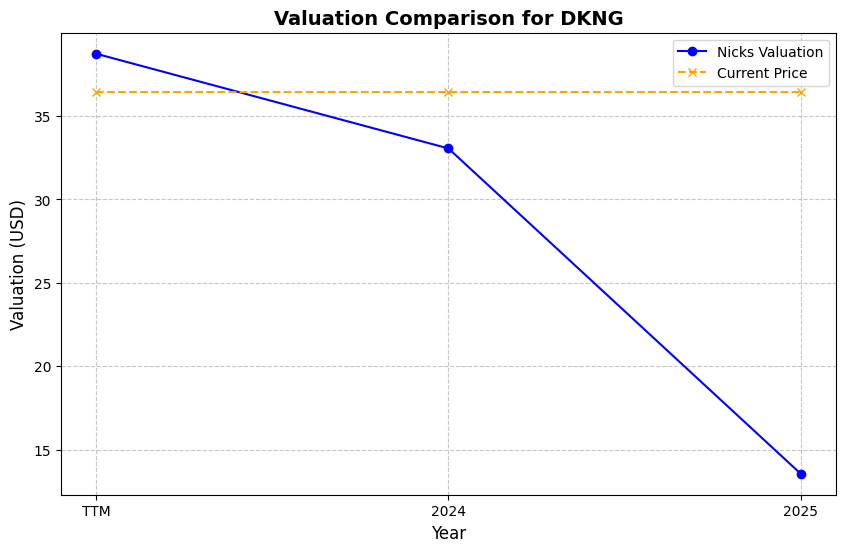 Valuation Comparison for DKNG
Nicks Valuation
Current Price
Valuation (USD)
35
30
25
20
15
TTM
2024
2025
Year